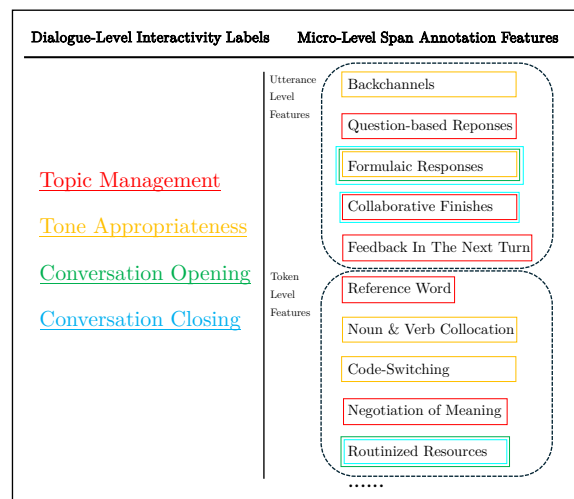 Dialogue-Level Interactivity Labels
Micro-Level Span Annotation Features
Utterance
Level
Features
Backchannels
Question-based Reponses
Formulaic Responses
Collaborative Finishes
Feedback In The Next Turn
Topic Management
Tone Appropriateness
Conversation Opening
Conversation Closing
Token
Level
Features
Reference Word
Noun & Verb Collocation
Code-Switching
Negotiation of Meaning
Routinized Resources
......